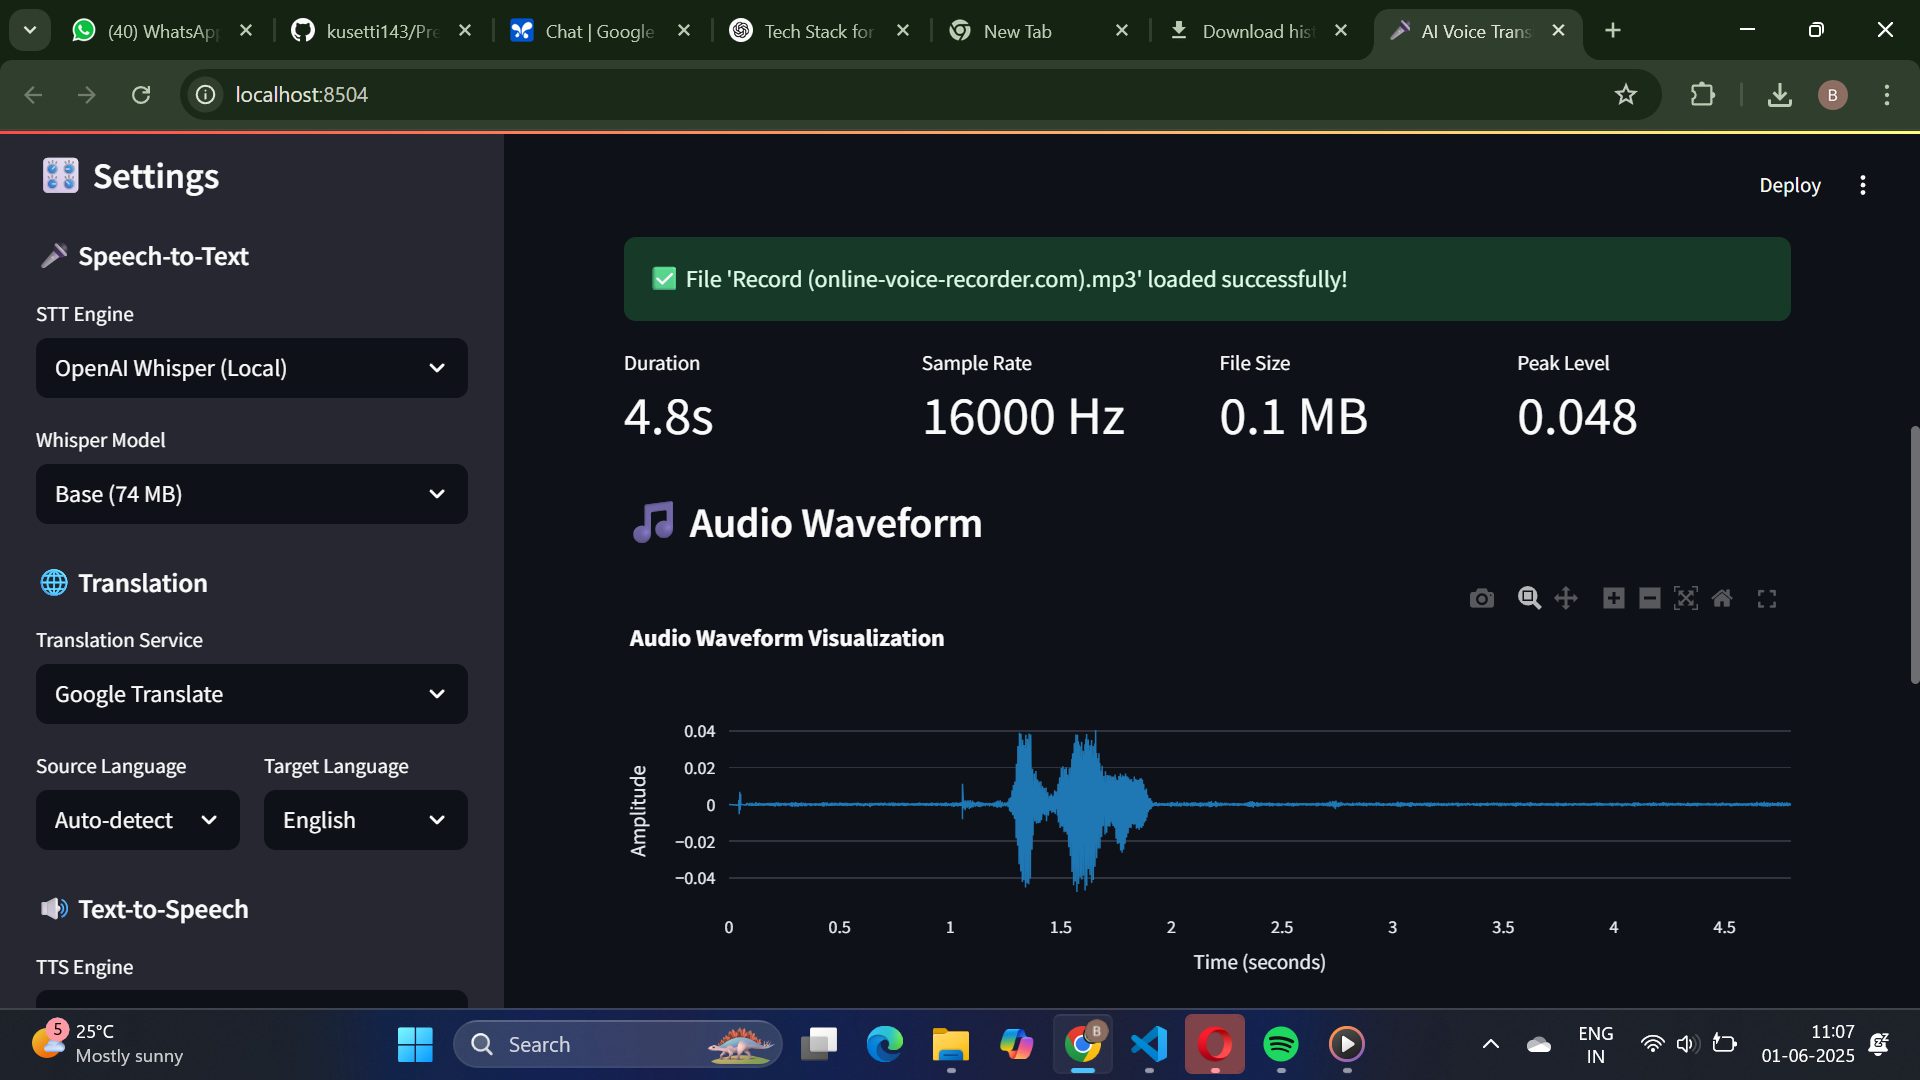 (40) WhatsApp
kusetti143/Pre
Chat | Google
Tech Stack for
New Tab
Download hist
AI Voice Trans
localhost:8504
B
Settings
Speech-to-Text
STT Engine
OpenAI Whisper (Local)
Whisper Model
Base (74 MB)
Translation
Translation Service
Google Translate
Source Language
Target Language
Auto-detect
English
Text-to-Speech
TTS Engine
Deploy
File 'Record (online-voice-recorder.com).mp3' loaded successfully!
Duration
Sample Rate
File Size
Peak Level
4.8s
16000 Hz
0.1 MB
0.048
Audio Waveform
Audio Waveform Visualization
Amplitude
0.04
0.02
0
−0.02
−0.04
0
0.5
1
1.5
2
2.5
3
3.5
4
4.5
Time (seconds)
5
25°C
Mostly sunny
Search
B
ENG
IN
11:07
01-06-2025